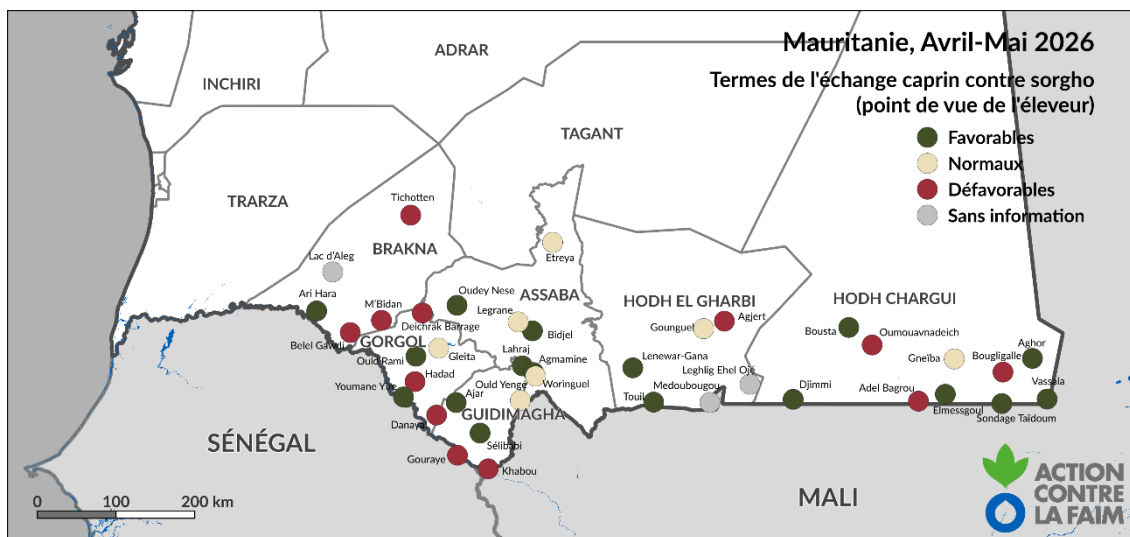 Mauritanie, Avril-Mai 2026
Termes de l'échange caprin contre sorgho
(point de vue de l'éleveur)
Favorables
Normaux
Défavorables
Sans information
ADRAR
INCHIRI
TAGANT
TRARZA
Tichotten
BRAKNA
Lac d'Aleg
Etreya
Ari Hara
M'Bidan
Oudey Nese
ASSABA
HODH EL GHARBI
HODH CHARGUI
Legrane
Deichrak Barrage
Bidjel
Gounguel
Agjert
Bousta
Oumouavnadeich
Belel Gawdi
GORGOL
Ould Rami
Gleita
Lahraj
Agmamine
Lenewar-Gana
Leghlig Ehel Oje
Gneïba
Aghor
Bougligalle
Hadad
Ould Yenge
Woringuel
Medoubougou
Djimmi
Adel Bagrou
Vassala
Youmane Yire
Ajar
Touil
Elmessgoul
Sondage Taïdoum
GUIDIMAGHA
Danayal
Sélibabi
Gouraye
Khabou
SÉNÉGAL
MALI
0 100 200 km
ACTION
CONTRE
LA FAIM